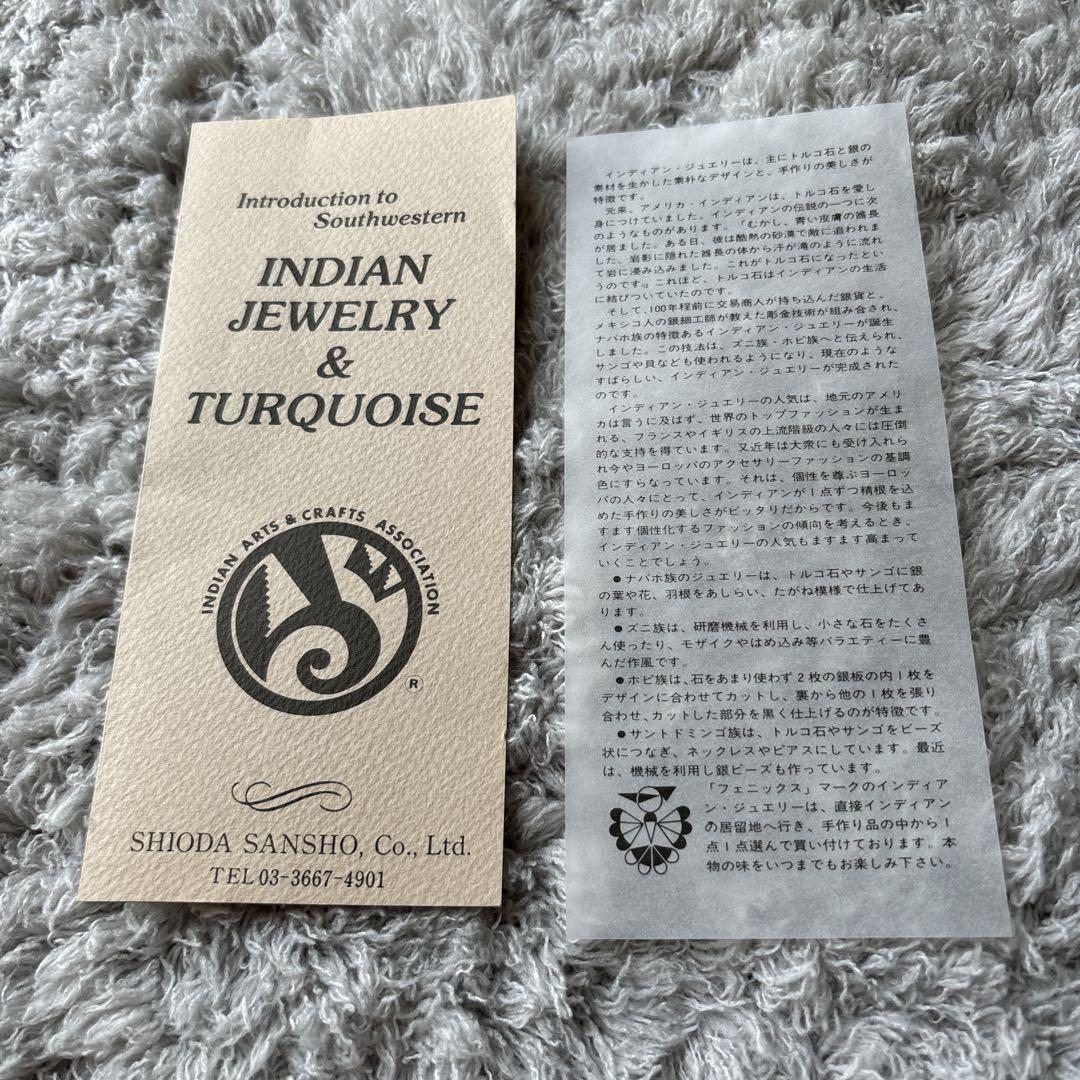 Introduction to
Southwestern
INDIAN
JEWELRY
&
TURQUOISE
INDIAN ARTS & CRAFTS ASSOCIATION
®
SHIODA SANSHO, Co., Ltd.
TEL 03-3667-4901
インディアン・ジュエリーは、主にトルコ石と銀の
素材を生かした素朴なデザインと、手作りの美しさが
特徴です。
元来、アメリカ・インディアンは、トルコ石を愛し
身につけていました。インディアンの伝説の一つに次
のようなものがあります。「むかし、青い皮膚の酋長
が居ました。ある日、彼は酷熱の砂漠で敵に追われま
した。岩影に隠れた酋長の体から汗が滝のように流れ
て岩に浸み込みました。これがトルコ石になったとい
うのです。」これほど、トルコ石はインディアンの生活
に結びついていたのです。
そして、100年程前に交易商人が持ち込んだ銀貨と、
メキシコ人の銀細工師が教えた彫金技術が組み合され、
ナバホ族の特徴あるインディアン・ジュエリーが誕生
しました。この技法は、ズニ族・ホビ族へと伝えられ、
サンゴや貝なども使われるようになり、現在のような
すばらしい、インディアン・ジュエリーが完成された
のです。
インディアン・ジュエリーの人気は、地元のアメリ
カは言うに及ばず、世界のトップファッションが生ま
れる、フランスやイギリスの上流階級の人々には圧倒
的な支持を得ています。又近年は大衆にも受け入れら
れ今やヨーロッパのアクセサリーファッションの基調
色にすらなっています。それは、個性を尊ぶヨーロッ
パの人々にとって、インディアンが1点ずつ精根を込
めた手作りの美しさがピッタリだからです。今後もま
すます個性化するファッションの傾向を考えるとき、
インディアン・ジュエリーの人気もますます高まって
いくことでしょう。
●ナバホ族のジュエリーは、トルコ石やサンゴに銀
の葉や花、羽根をあしらい、たがね模様で仕上げてあ
ります。
●ズニ族は、研磨機械を利用し、小さな石をたくさ
ん使ったり、モザイクやはめ込み等バラエティーに豊
んだ作風です。
●ホビ族は、石をあまり使わず2枚の銀板の内1枚を
デザインに合わせてカットし、裏から他の1枚を張り
合わせ、カットした部分を黒く仕上げるのが特徴です。
●サントドミンゴ族は、トルコ石やサンゴをビーズ
状につなぎ、ネックレスやピアスにしています。最近
は、機械を利用し銀ビーズも作っています。
「フェニックス」マークのインディア
ン・ジュエリーは、直接インディアン
の居留地へ行き、手作り品の中から1
点1点選んで買い付けております。本
物の味をいつまでもお楽しみ下さい。